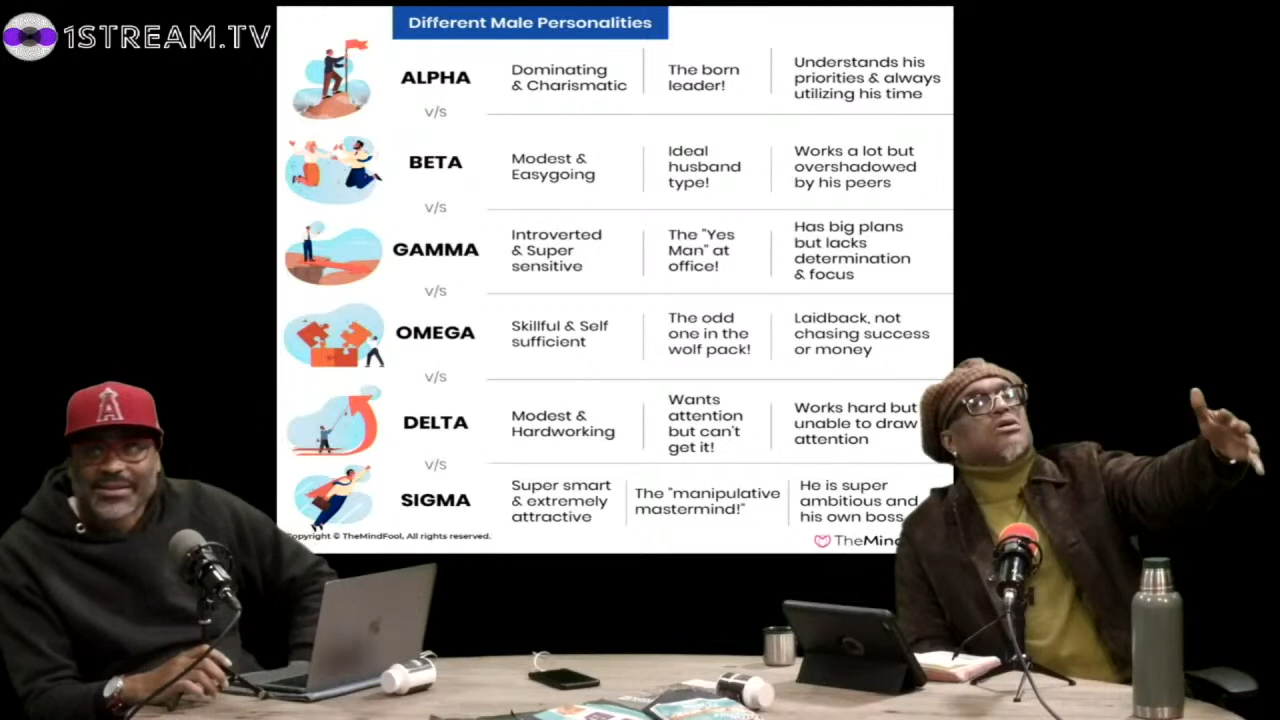 1STREAM.TV
Different Male Personalities
ALPHA
Dominating
& Charismatic
The born
leader!
Understands his
priorities & always
utilizing his time
v/s
BETA
Modest &
Easygoing
Ideal
husband
type!
Works a lot but
overshadowed
by his peers
v/s
GAMMA
Introverted
& Super
sensitive
The "Yes
Man" at
office!
Has big plans
but lacks
determination
& focus
v/s
OMEGA
Skillful & Self
sufficient
The odd
one in the
wolf pack!
Laidback, not
chasing success
or money
v/s
DELTA
Modest &
Hardworking
Wants
attention
but can't
get it!
Works hard but
unable to draw
attention
v/s
SIGMA
Super smart
& extremely
attractive
The "manipulative
mastermind!"
He is super
ambitious and
his own boss
Copyright © TheMindFool, All rights reserved.
TheMind
A